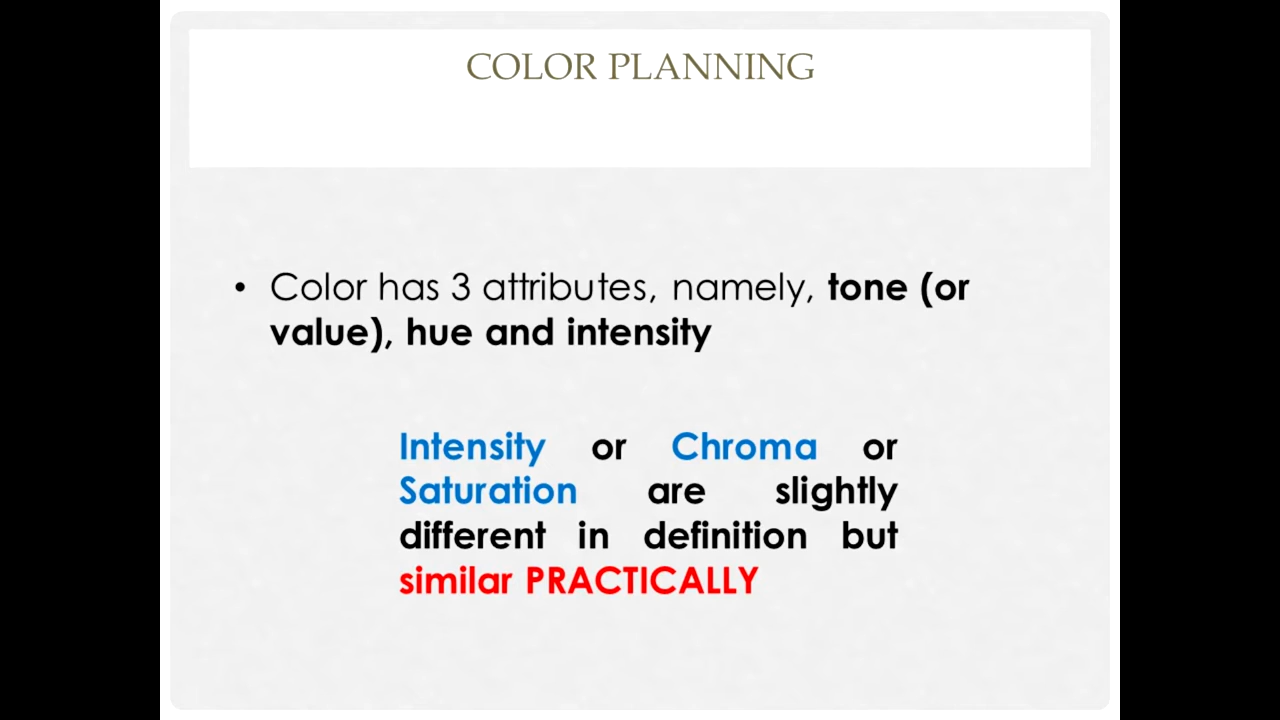 COLOR PLANNING
• Color has 3 attributes, namely, tone (or
value), hue and intensity
Intensity or Chroma or
Saturation are slightly
different in definition but
similar PRACTICALLY